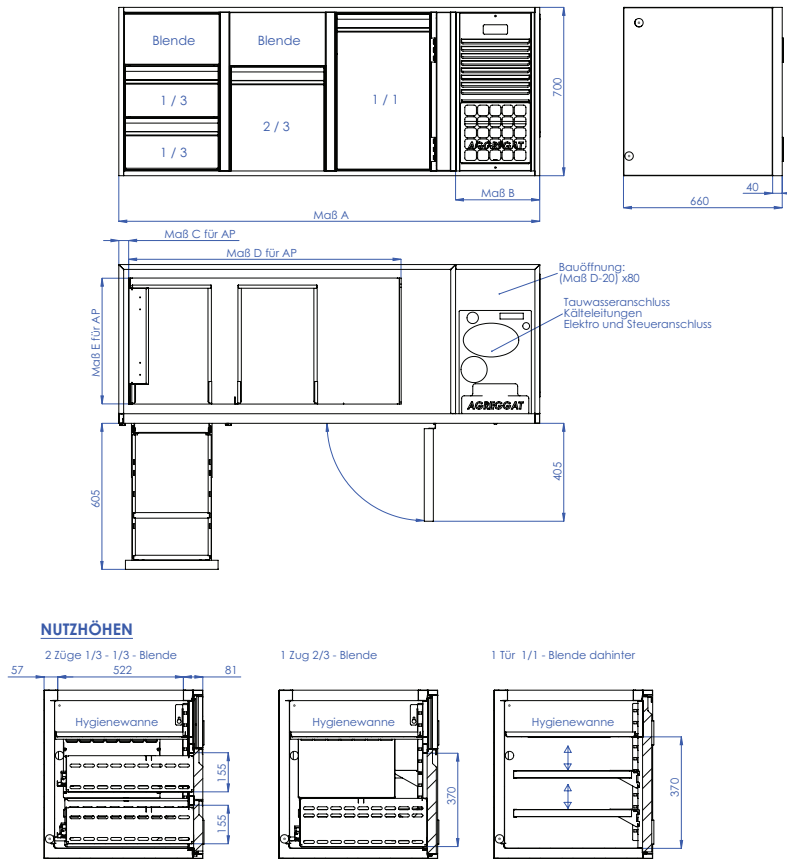 Blende
Blende
1 / 3
1 / 3
2 / 3
1 / 1
AGGREGAT
700
Maß B
Maß A
40
660
Maß C für AP
Maß D für AP
Maß E für AP
Bauöffnung:
(Maß D-20) x80
Tauwasseranschluss
Kälteleitungen
Elektro und Steueranschluss
AGREGGAT
605
405
NUTZHÖHEN
2 Züge 1/3 - 1/3 - Blende
57
522
81
Hygienewanne
155
155
1 Zug 2/3 - Blende
Hygienewanne
370
1 Tür 1/1 - Blende dahinter
Hygienewanne
370